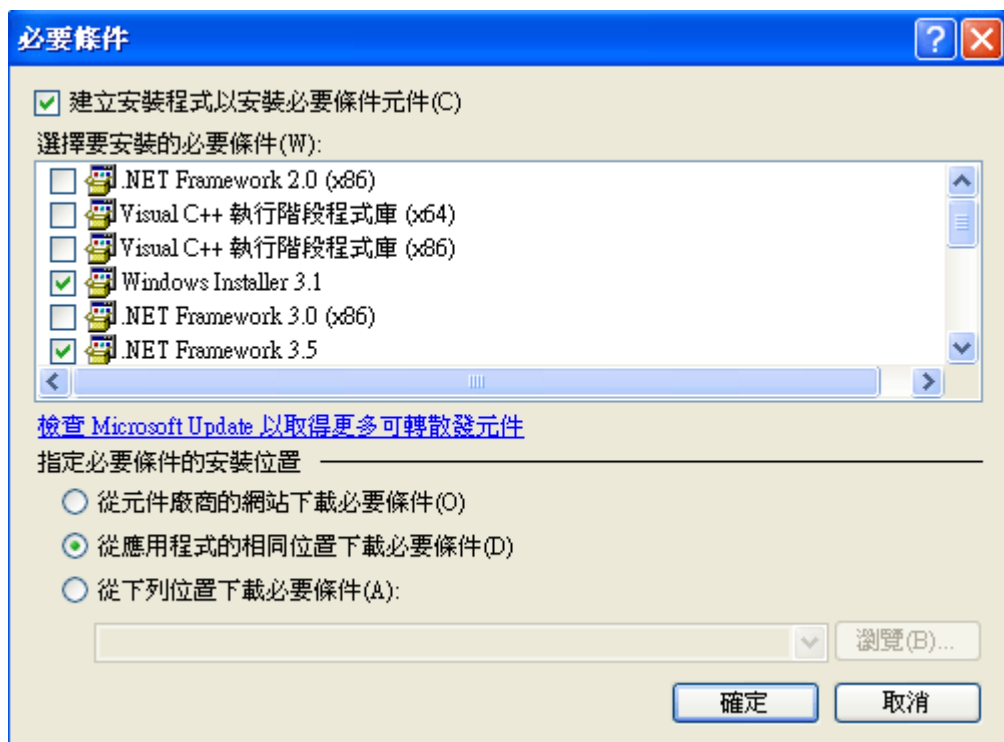 必要條件
建立安裝程式以安裝必要條件元件(C)
選擇要安裝的必要條件(W):
.NET Framework 2.0 (x86)
Visual C++ 執行階段程式庫 (x64)
Visual C++ 執行階段程式庫 (x86)
Windows Installer 3.1
.NET Framework 3.0 (x86)
.NET Framework 3.5
檢查 Microsoft Update 以取得更多可轉散發元件
指定必要條件的安裝位置
從元件廠商的網站下載必要條件(O)
從應用程式的相同位置下載必要條件(D)
從下列位置下載必要條件(A):
瀏覽(B)...
確定 取消